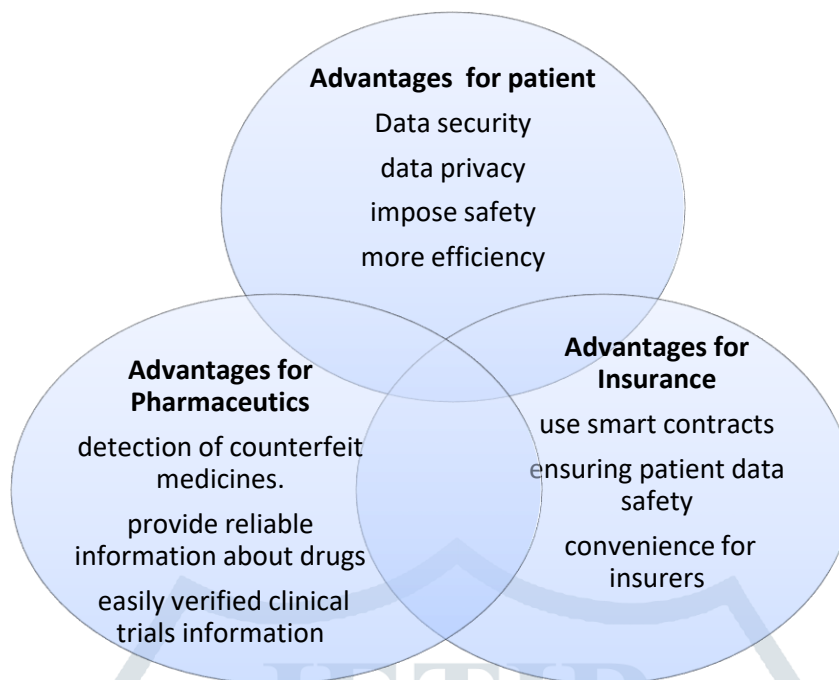 Advantages for patient
Data security
data privacy
impose safety
more efficiency
Advantages for
Pharmaceutics
detection of counterfeit
medicines.
provide reliable
information about drugs
easily verified clinical
trials information
Advantages for
Insurance
use smart contracts
ensuring patient data
safety
convenience for
insurers